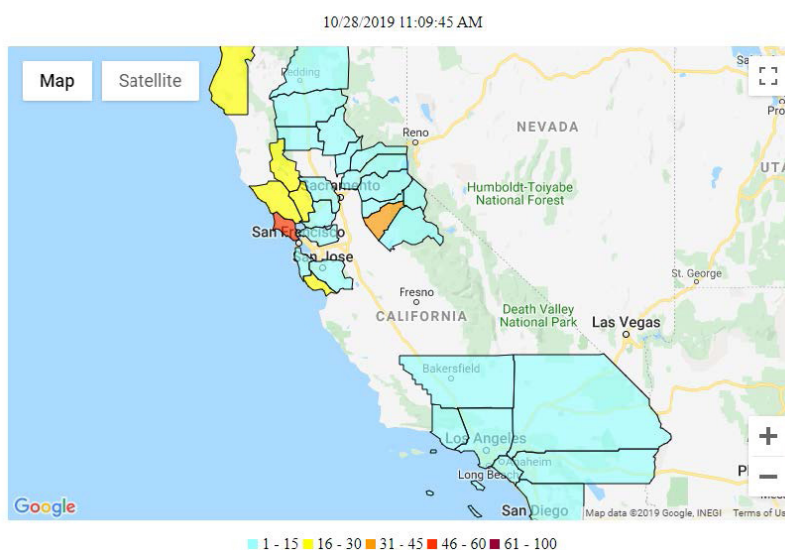 10/28/2019 11:09:45 AM
Map
Satellite
Redding
Reno
NEVADA
Sacramento
Humboldt-Toiyabe
National Forest
San Francisco
San Jose
St. George
Fresno
Death Valley
National Park
CALIFORNIA
Las Vegas
Bakersfield
Los Angeles
Anaheim
Long Beach
San Diego
Google
Map data ©2019 Google, INEGI
Terms of Us
1 - 15
16 - 30
31 - 45
46 - 60
61 - 100